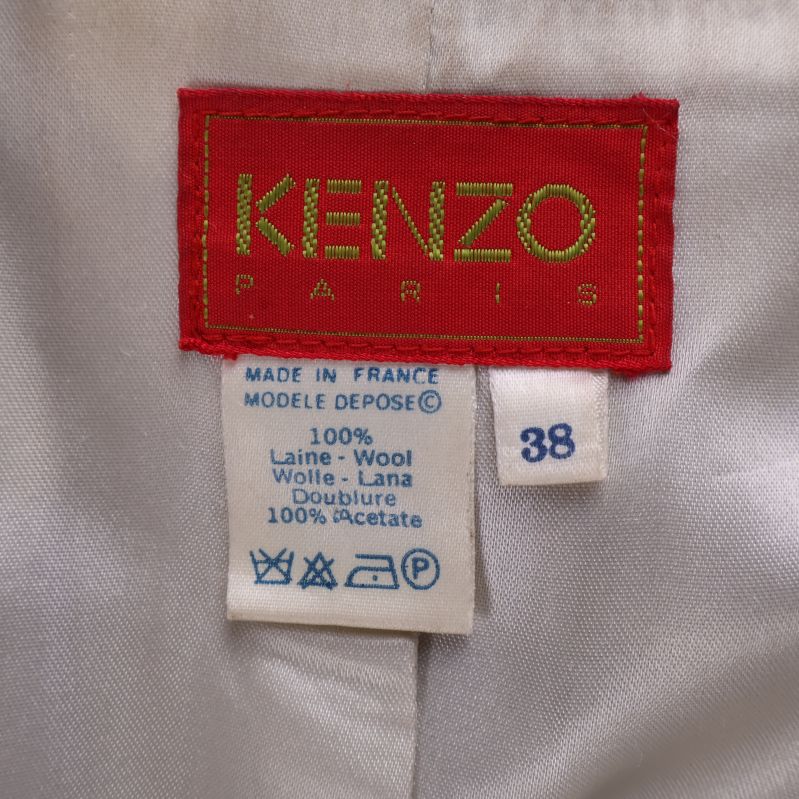 KENZO
PARIS
MADE IN FRANCE
MODELE DEPOSE©
100%
Laine - Wool
Wolle - Lana
Doublure
100% Acetate
P
38